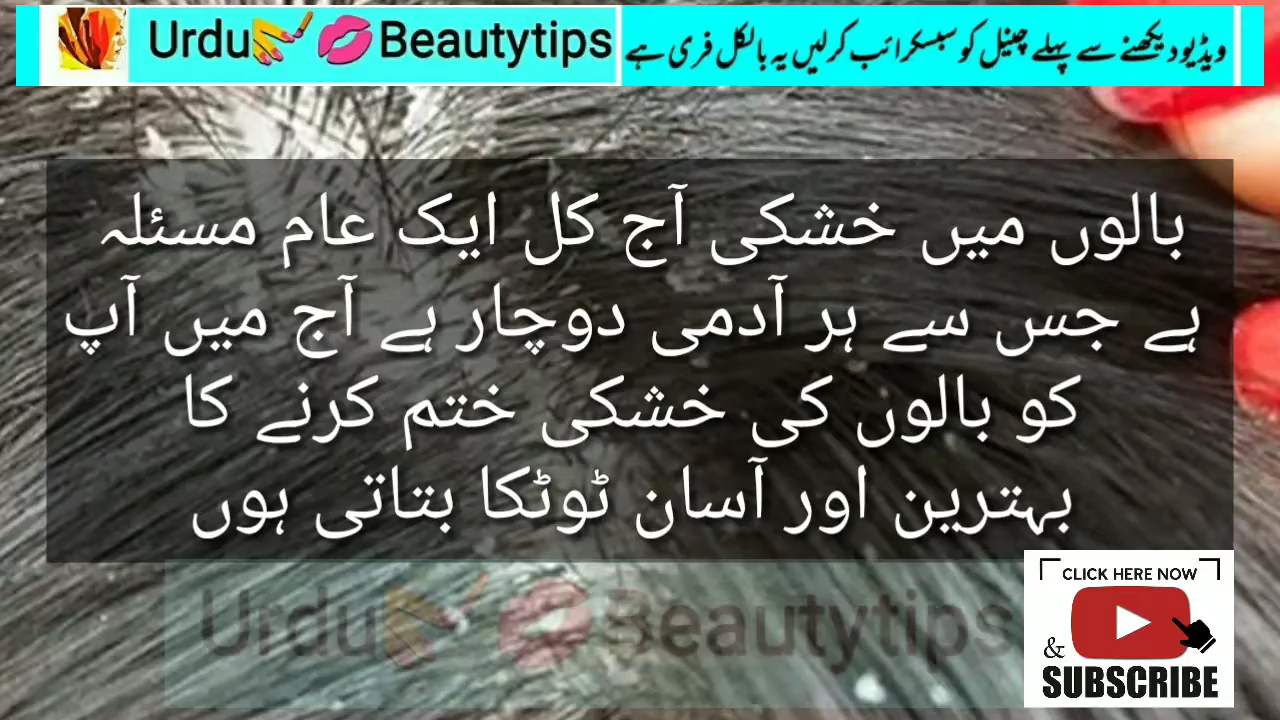 Urdu Beautytips
ویڈیو دیکھنے سے پہلے چینل کو سبسکرائب کرلیں یہ بالکل فری ہے
بالوں میں خشکی آج کل ایک عام مسئلہ
ہے جس سے ہر آدمی دوچار ہے آج میں آپ
کو بالوں کی خشکی ختم کرنے کا
بہترین اور آسان ٹوٹکا بتاتی ہوں
Urdu Beautytips
CLICK HERE NOW
&
SUBSCRIBE